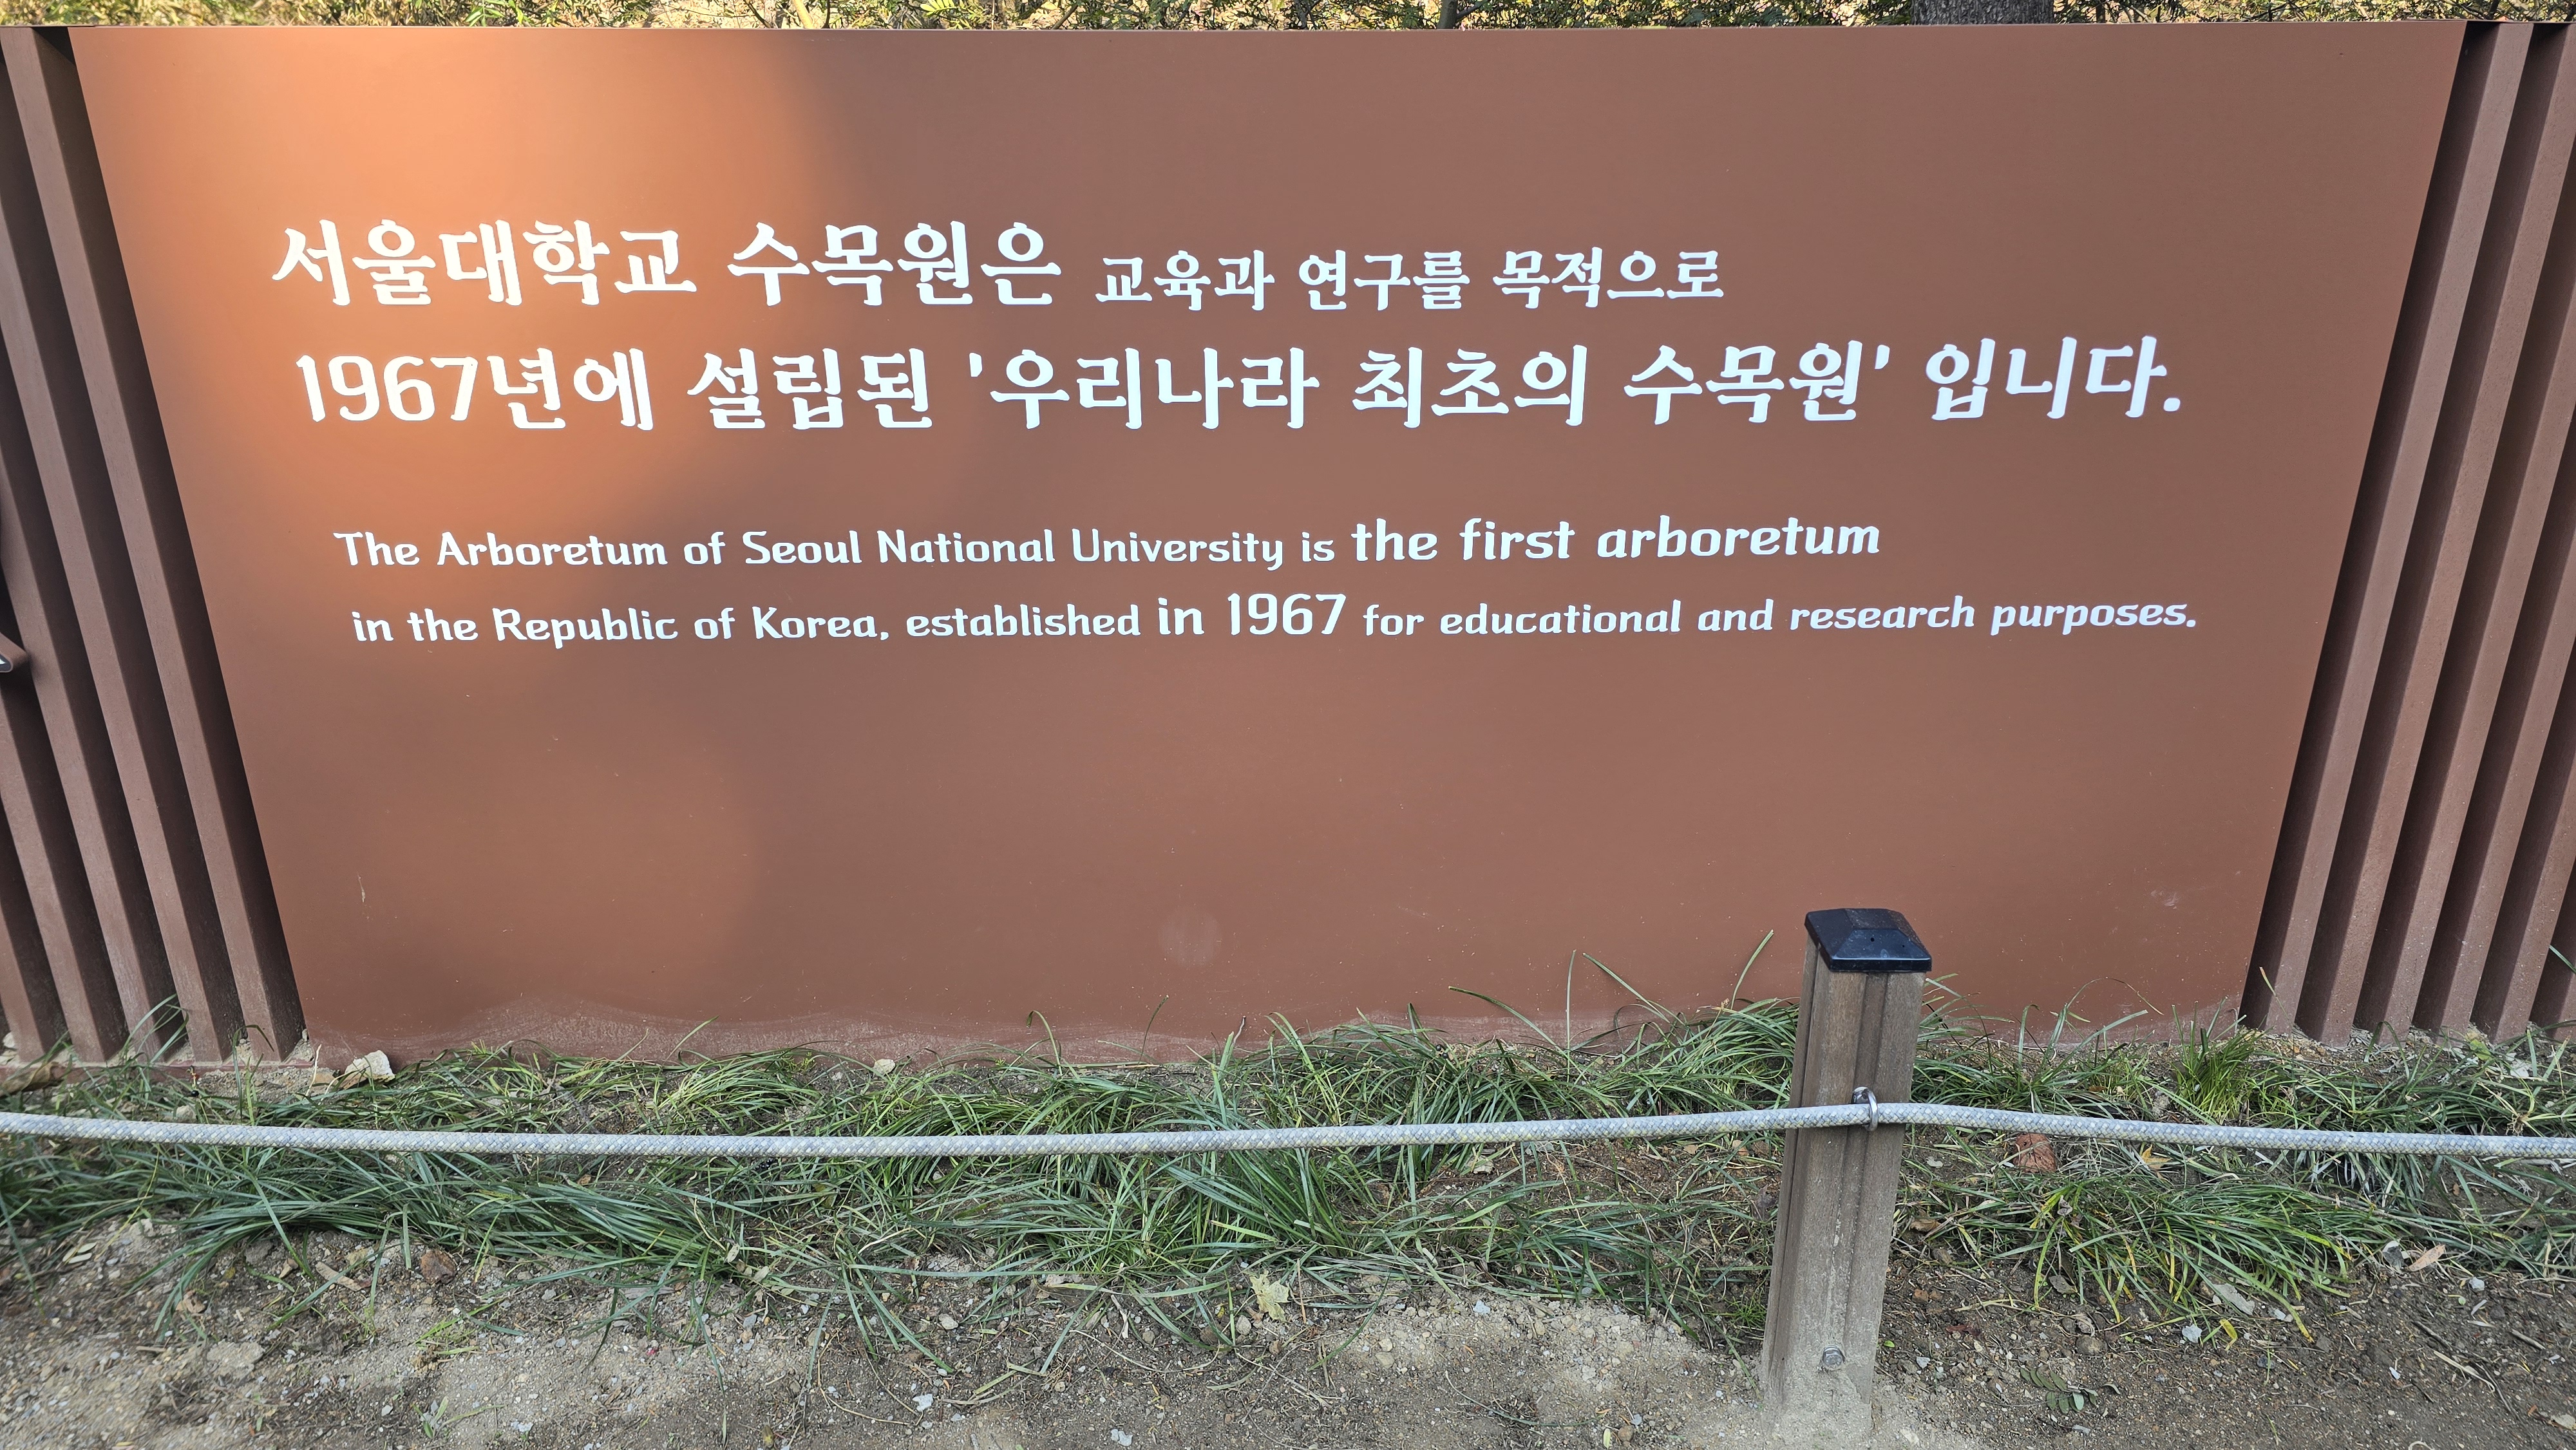 서울대학교 수목원은 교육과 연구를 목적으로
1967년에 설립된 '우리나라 최초의 수목원' 입니다.
The Arboretum of Seoul National University is the first arboretum
in the Republic of Korea, established in 1967 for educational and research purposes.